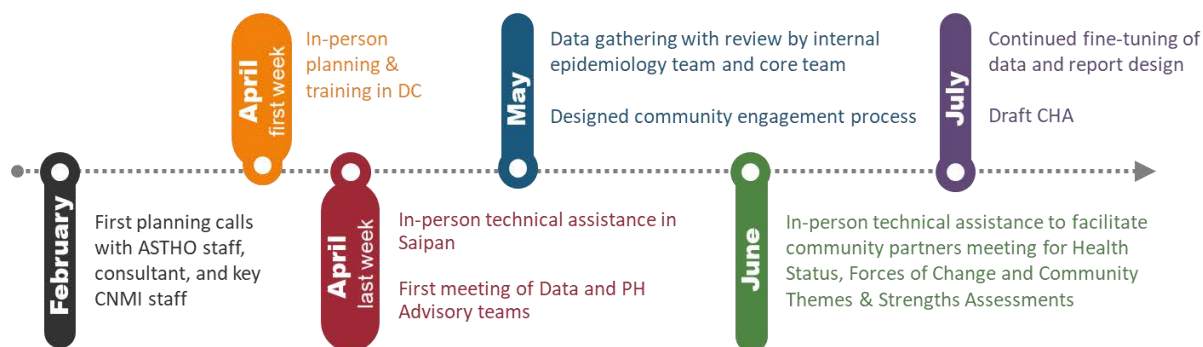 February
First planning calls
with ASTHO staff,
consultant, and key
CNMI staff
April
first week
In-person
planning &
training in DC
April
last week
In-person technical assistance in
Saipan
First meeting of Data and PH
Advisory teams
May
Data gathering with review by internal
epidemiology team and core team
Designed community engagement process
June
In-person technical assistance to facilitate
community partners meeting for Health
Status, Forces of Change and Community
Themes & Strengths Assessments
July
Continued fine-tuning of
data and report design
Draft CHA